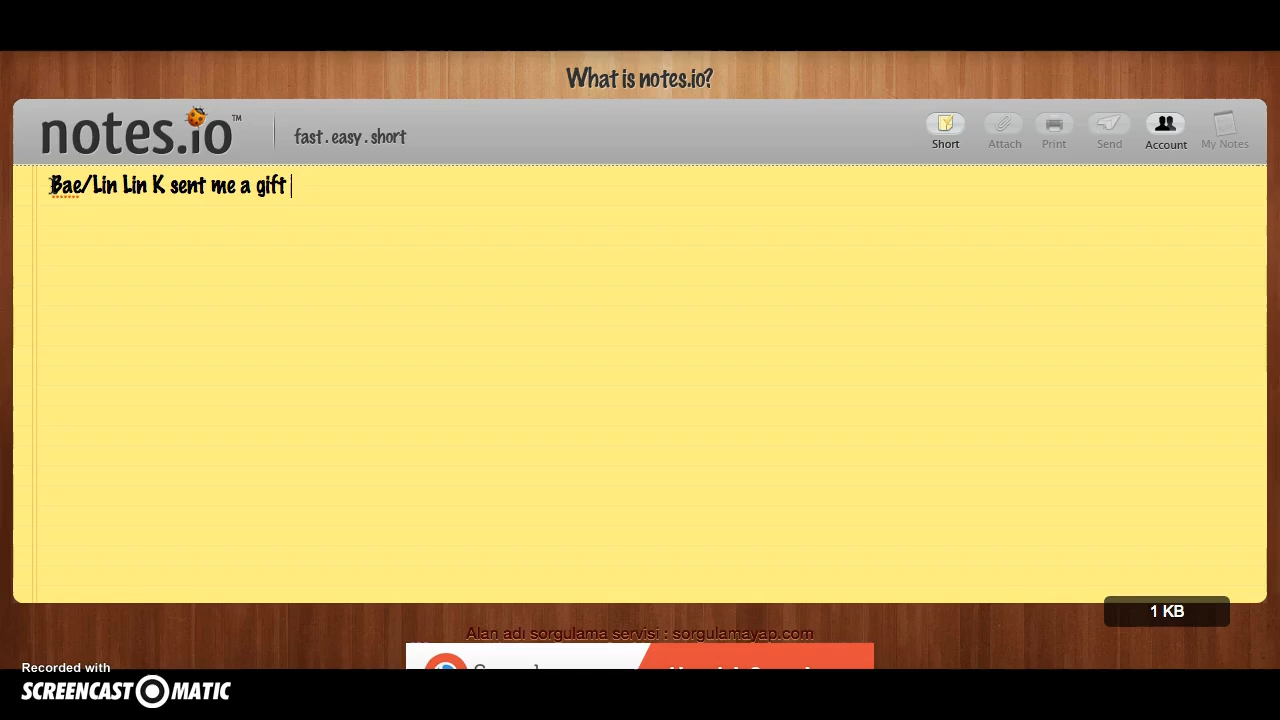 What is notes.io?
notes.io™
fast . easy . short
Short
Attach
Print
Send
Account
My Notes
Bae/Lin Lin K sent me a gift
1 KB
Alan adı sorgulama servisi : sorgulamayap.com
Recorded with
SCREENCAST-O-MATIC